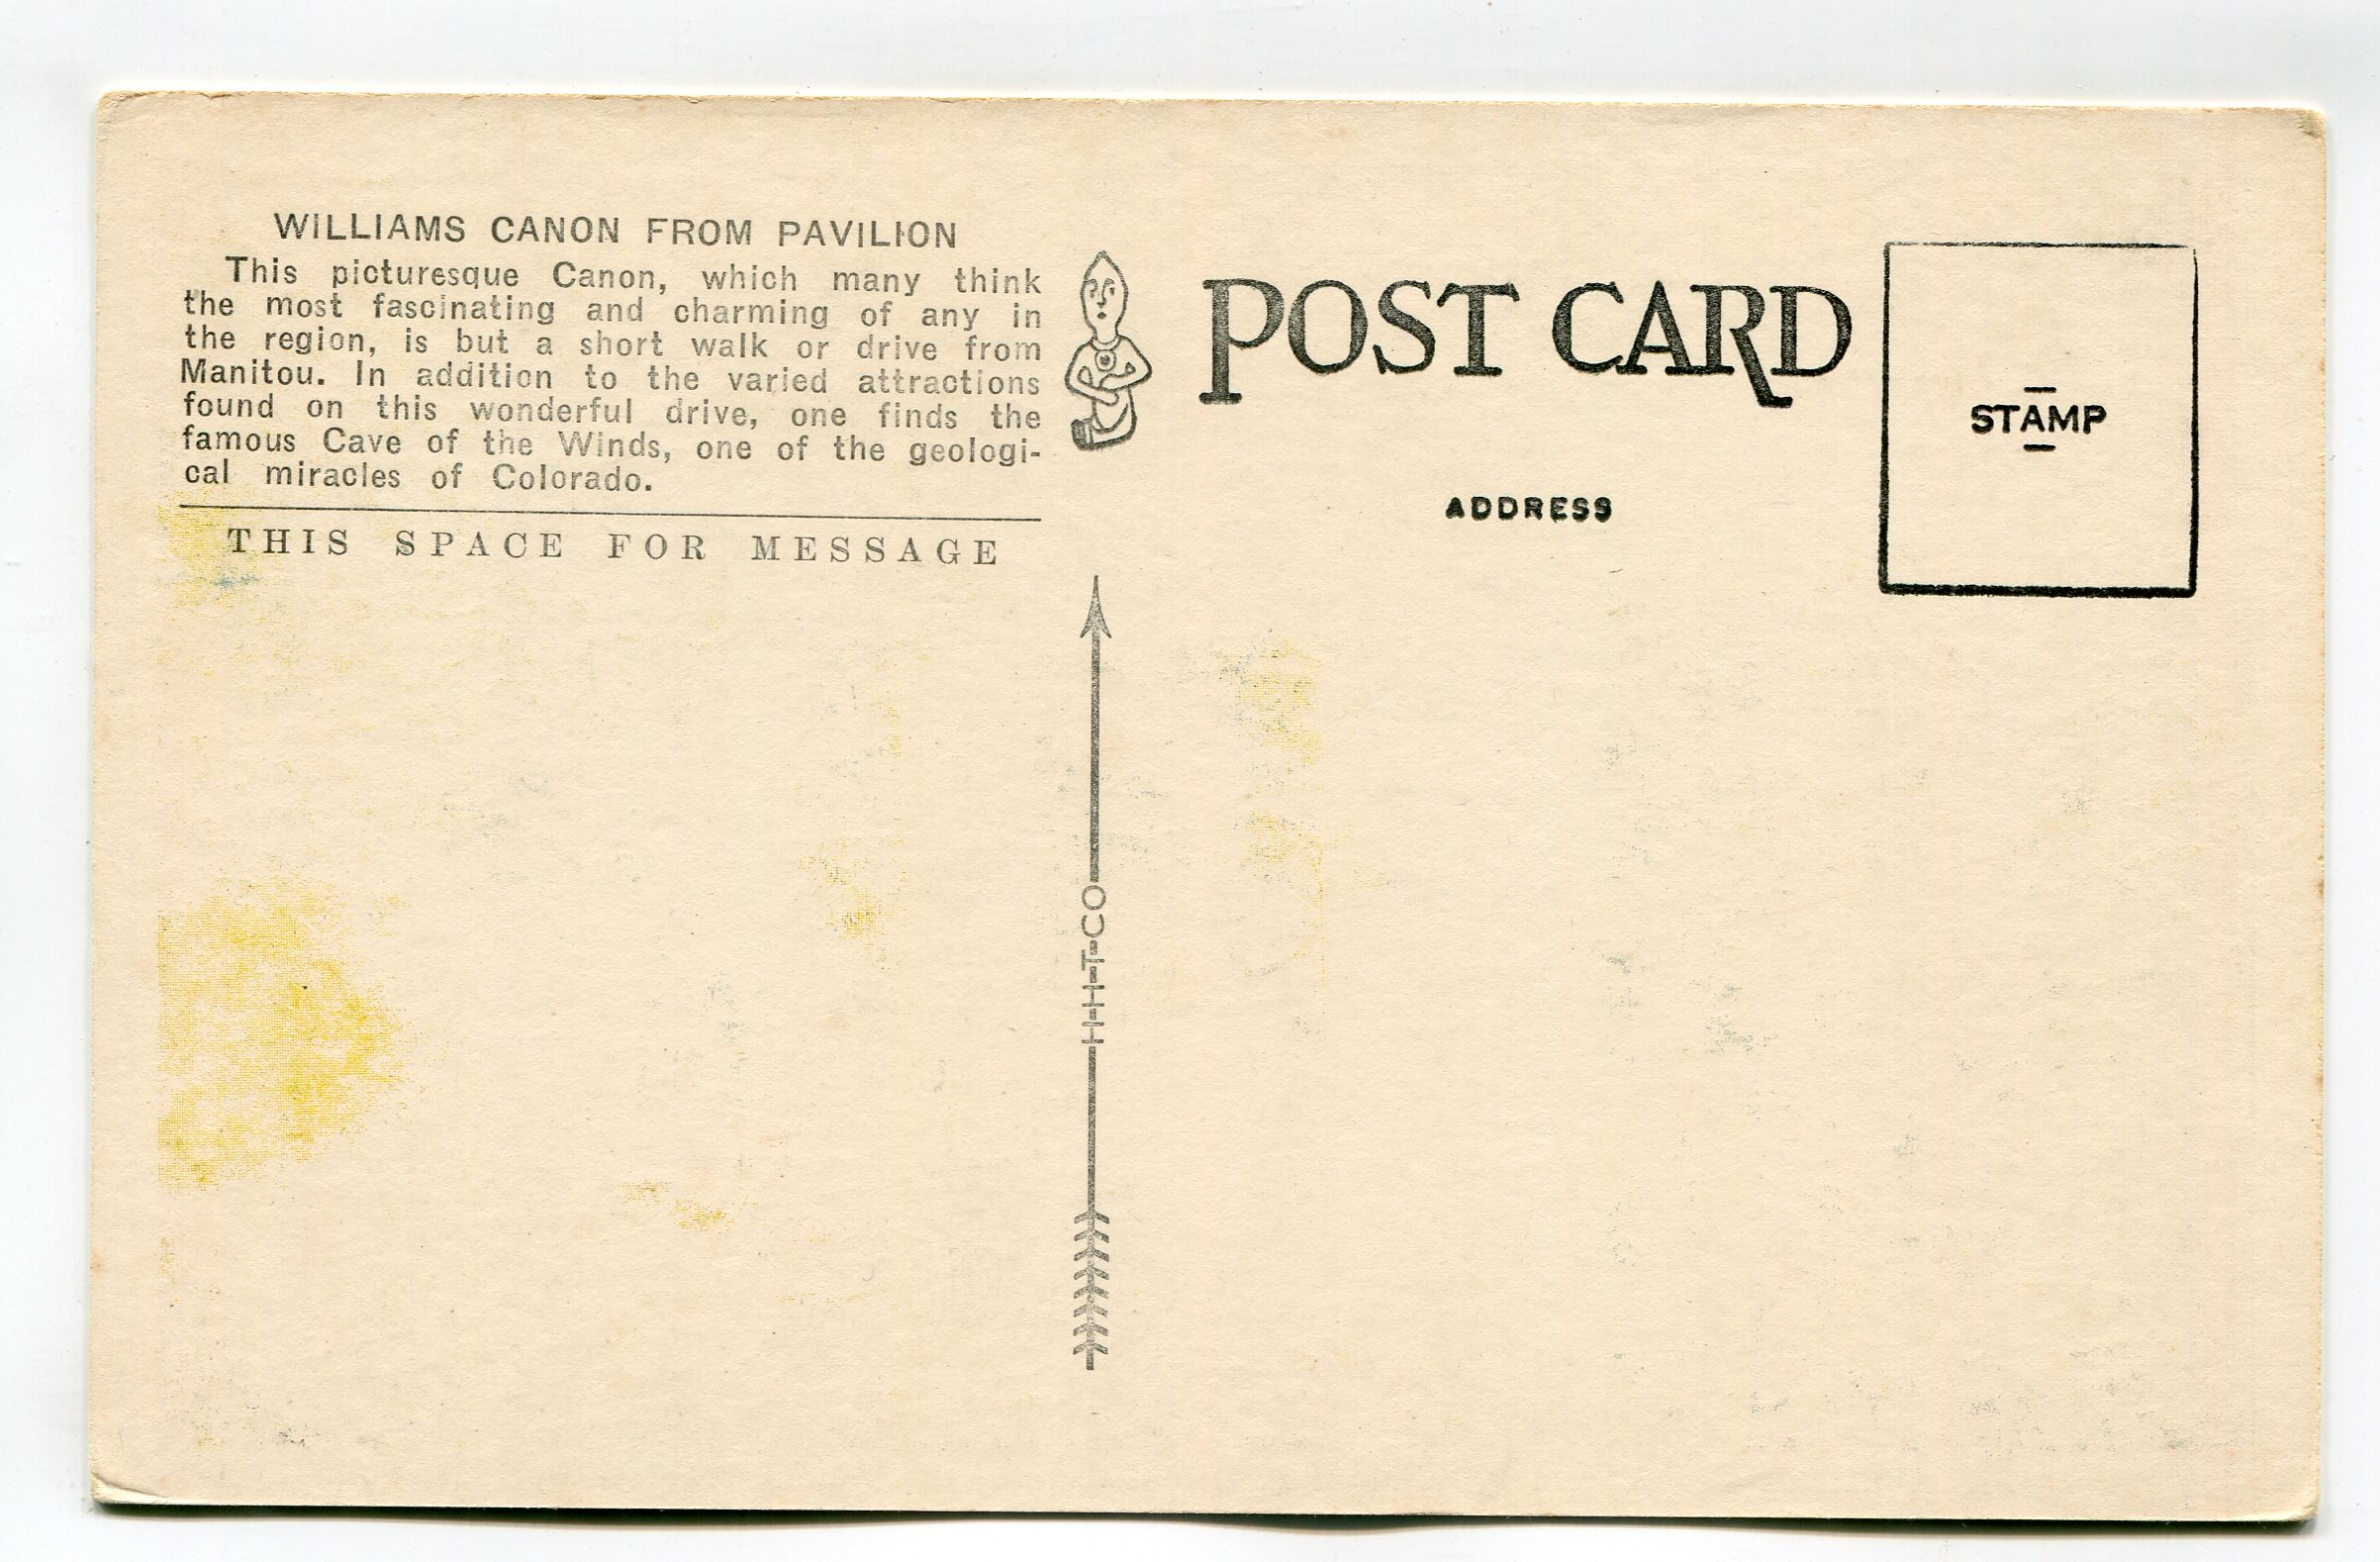 WILLIAMS CANON FROM PAVILION
This picturesque Canon, which many think
the most fascinating and charming of any in
the region, is but a short walk or drive from
Manitou. In addition to the varied attractions
found on this wonderful drive, one finds the
famous Cave of the Winds, one of the geologi-
cal miracles of Colorado.
THIS SPACE FOR MESSAGE
H-H-T-CO
POST CARD
ADDRESS
STAMP